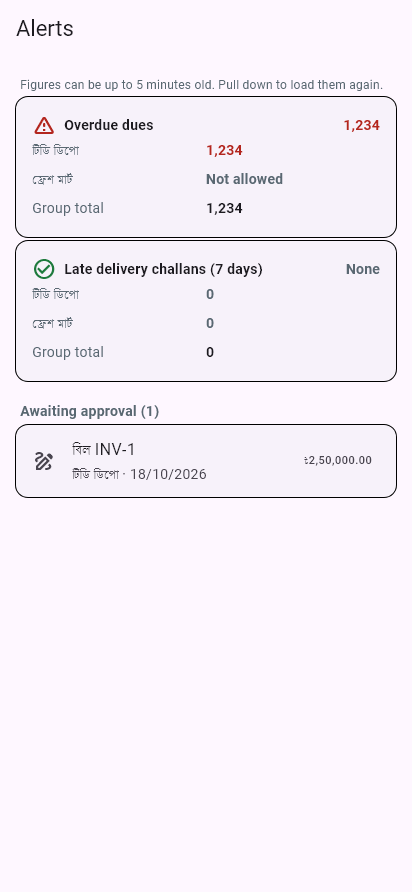 Alerts
Figures can be up to 5 minutes old. Pull down to load them again.
Overdue dues 1,234
টিডি ডিপো 1,234
ফ্রেশ মার্ট Not allowed
Group total 1,234
Late delivery challans (7 days) None
টিডি ডিপো 0
ফ্রেশ মার্ট 0
Group total 0
Awaiting approval (1)
বিল INV-1
৳2,50,000.00
টিডি ডিপো · 18/10/2026